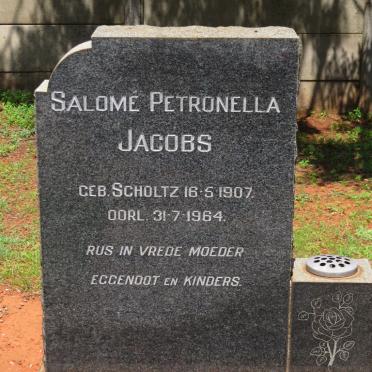 SALOMÉ PETRONELLA
JACOBS
GEB. SCHOLTZ 16-5-1907.
OORL. 31-7-1964.
RUS IN VREDE MOEDER
EGGENOOT EN KINDERS.